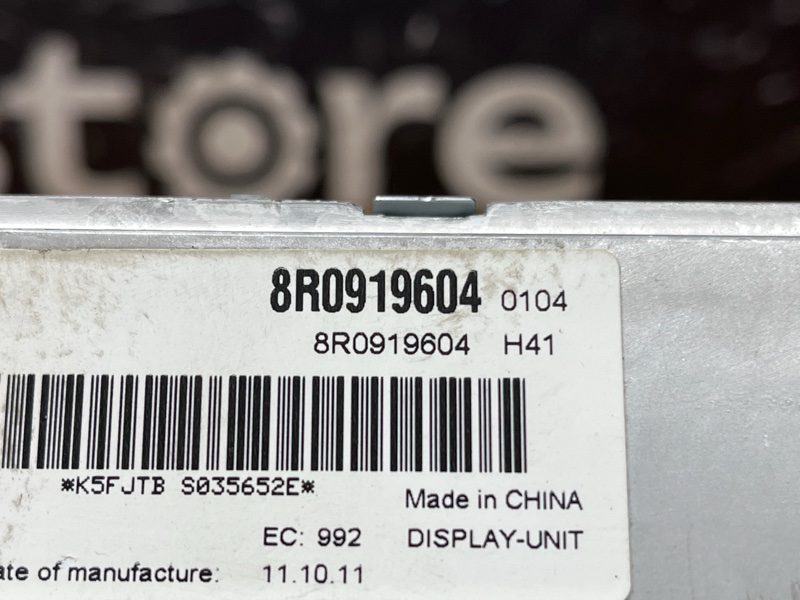 store
8R0919604 0104
8R0919604 H41
*K5FJTB S035652E*
Made in CHINA
EC: 992 DISPLAY-UNIT
ate of manufacture: 11.10.11